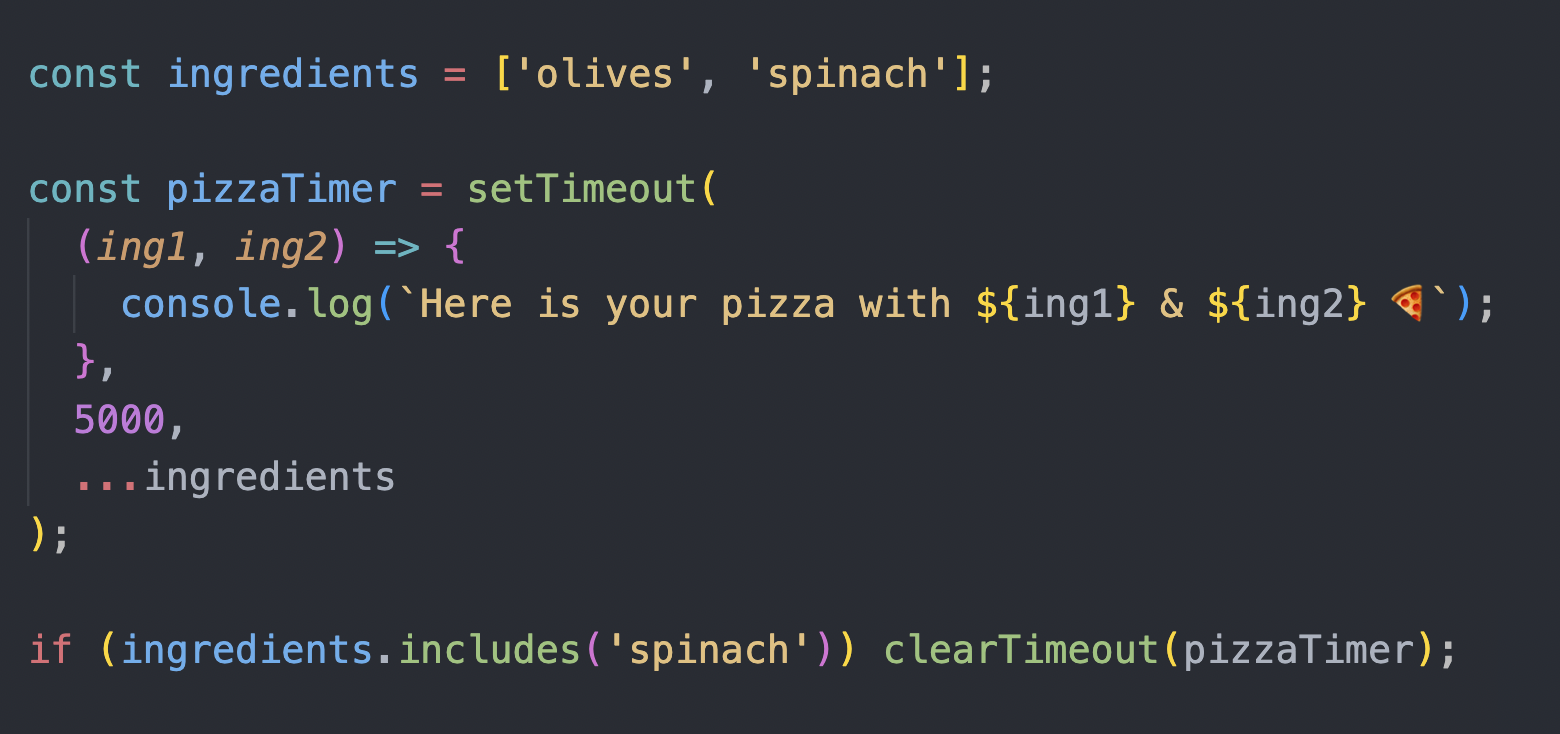 const ingredients = ['olives', 'spinach'];
const pizzaTimer = setTimeout(
(ing1, ing2) => {
console.log(`Here is your pizza with ${ing1} & ${ing2} 🍕`);
},
5000,
...ingredients
);
if (ingredients.includes('spinach')) clearTimeout(pizzaTimer);